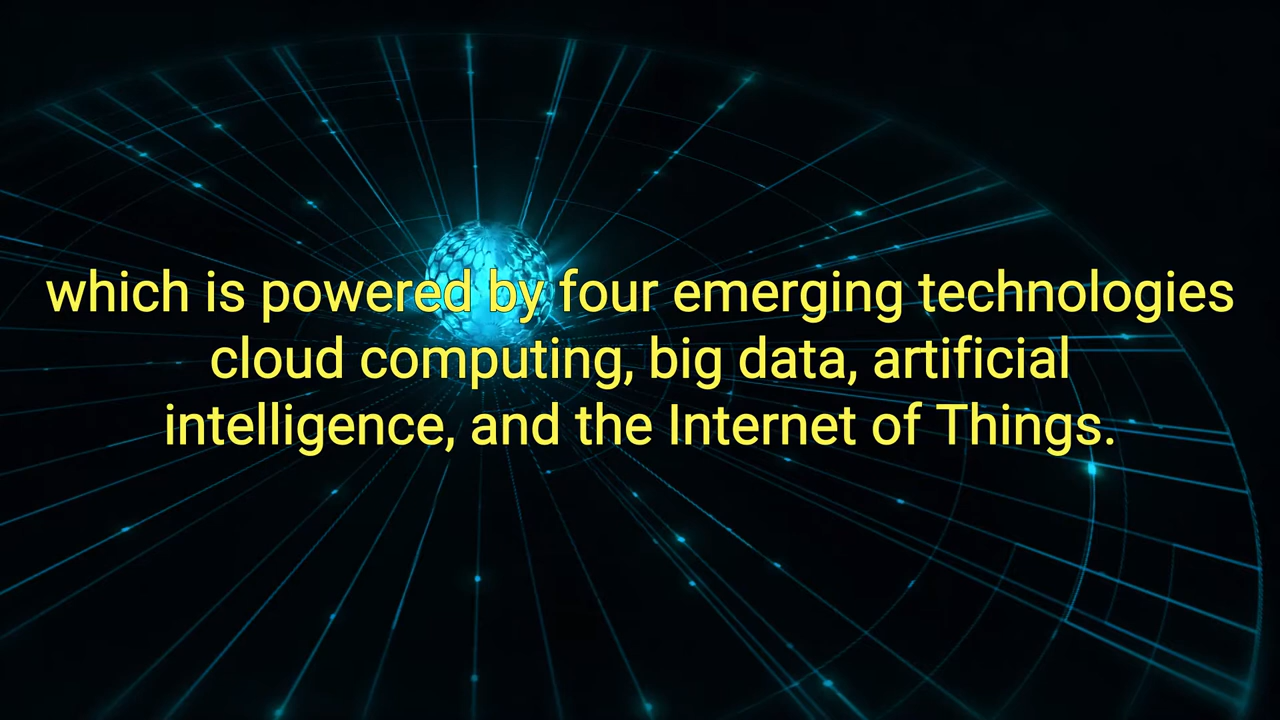 which is powered by four emerging technologies
cloud computing, big data, artificial
intelligence, and the Internet of Things.